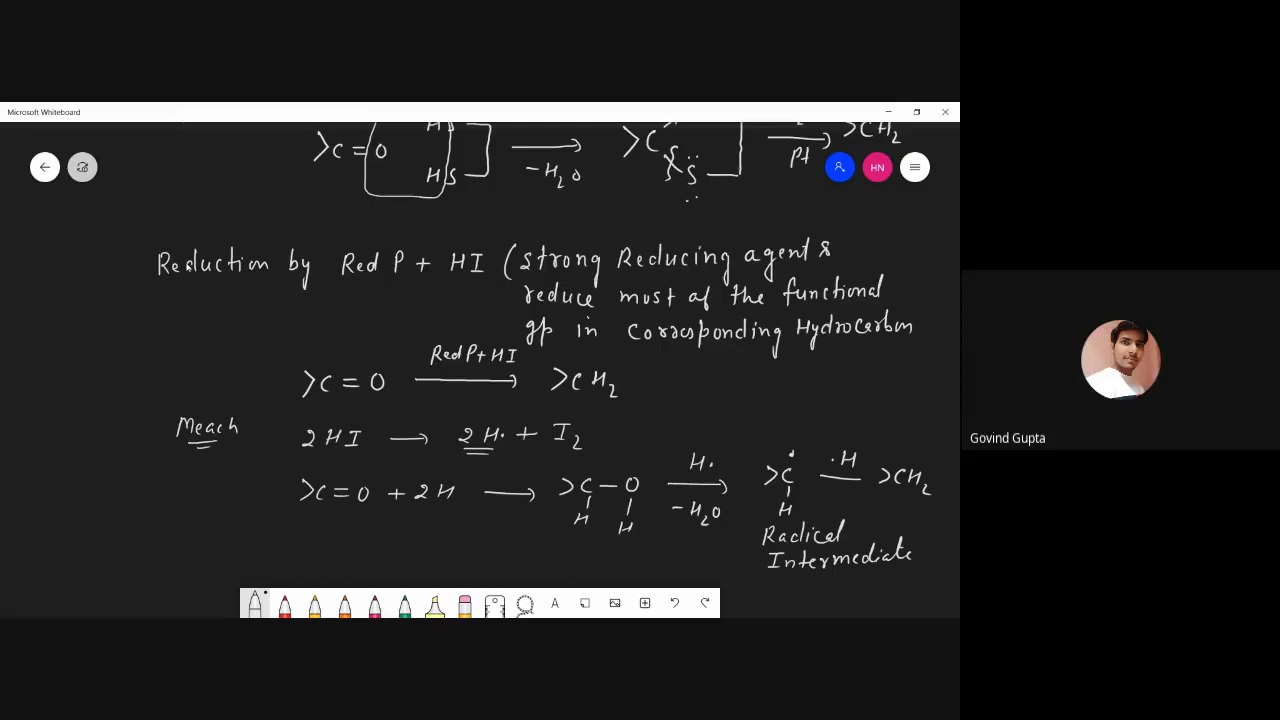 Microsoft Whiteboard
>C = O HS HS
- H2O
>C S S
Pt
>CH2
HN
Reduction by Red P + HI (strong Reducing agent &
reduce most of the functional
gp in corresponding Hydrocarbon
Red P + HI
>C = O ⟶ >CH2
Meach
2HI ⟶ 2H· + I2
>C=O + 2H ⟶ >C - O H· >C ·H >CH2
H H - H2O H
Radical
Intermediate
Govind Gupta
A